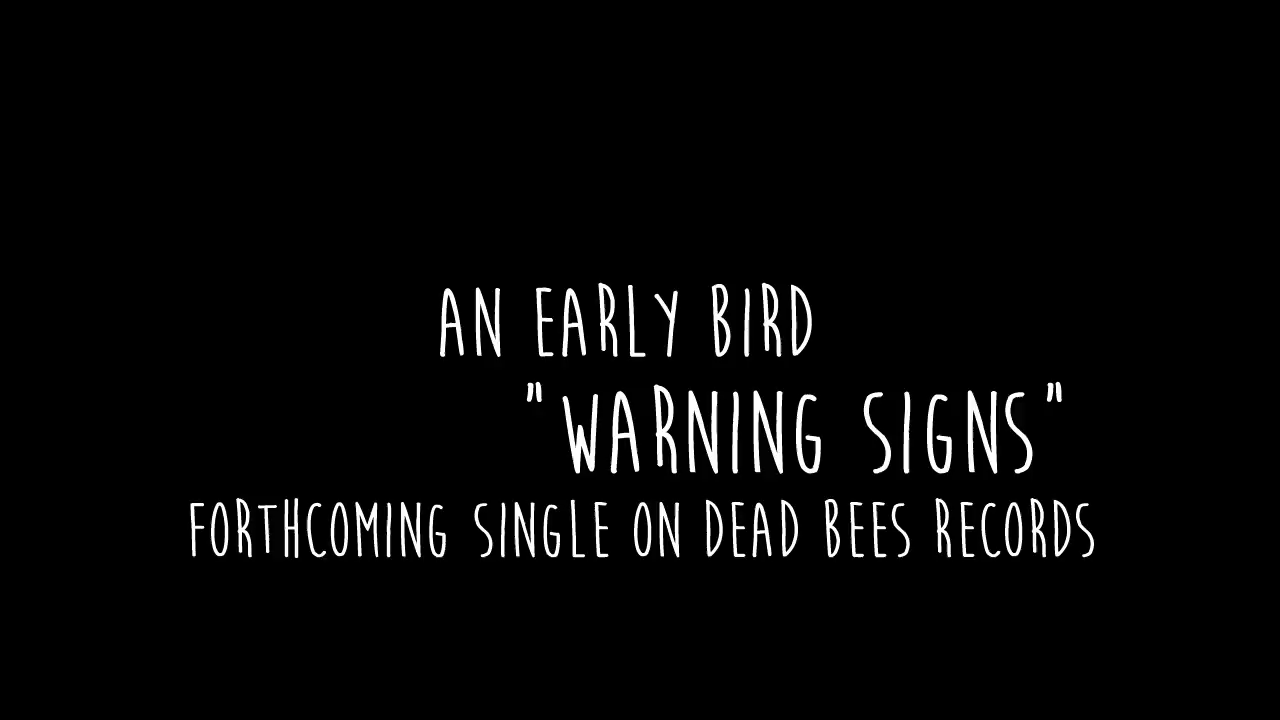 AN EARLY BIRD
"WARNING SIGNS"
FORTHCOMING SINGLE ON DEAD BEES RECORDS